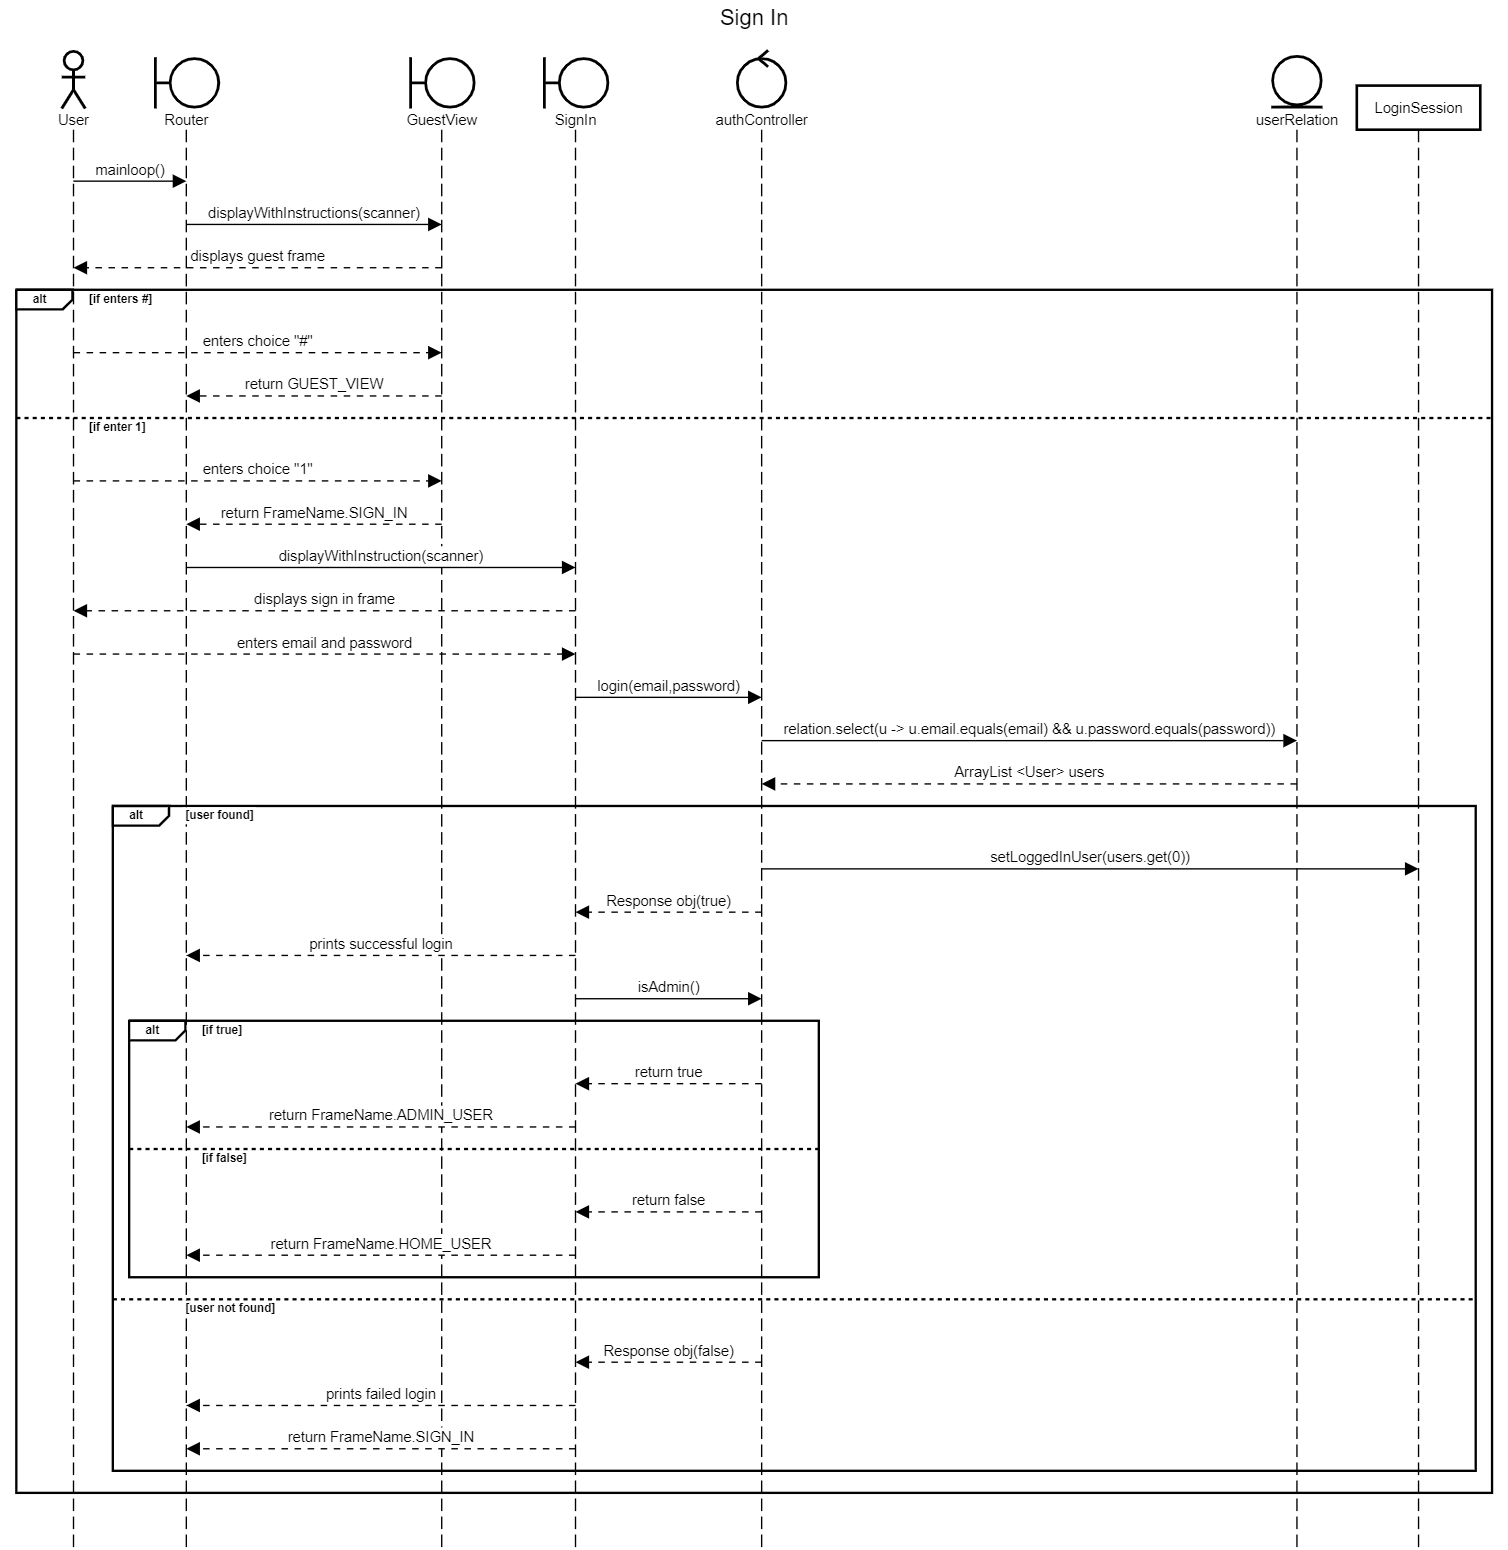 Sign In
User
Router
GuestView
SignIn
authController
userRelation
LoginSession
mainloop()
displayWithInstructions(scanner)
displays guest frame
alt
[if enters #]
enters choice "#"
return GUEST_VIEW
[if enter 1]
enters choice "1"
return FrameName.SIGN_IN
displayWithInstruction(scanner)
displays sign in frame
enters email and password
login(email,password)
relation.select(u -> u.email.equals(email) && u.password.equals(password))
ArrayList <User> users
alt
[user found]
setLoggedInUser(users.get(0))
Response obj(true)
prints successful login
isAdmin()
alt
[if true]
return true
return FrameName.ADMIN_USER
[if false]
return false
return FrameName.HOME_USER
[user not found]
Response obj(false)
prints failed login
return FrameName.SIGN_IN